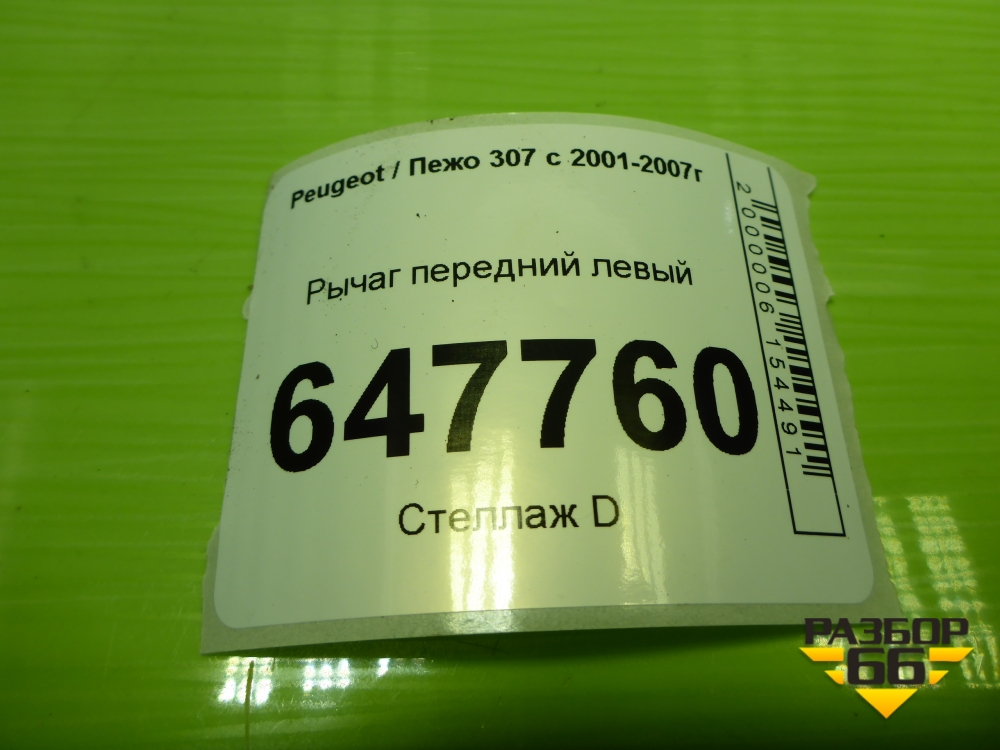 Peugeot / Пежо 307 с 2001-2007г
Рычаг передний левый
647760
Стеллаж D
2000006154491
РАЗБОР
66